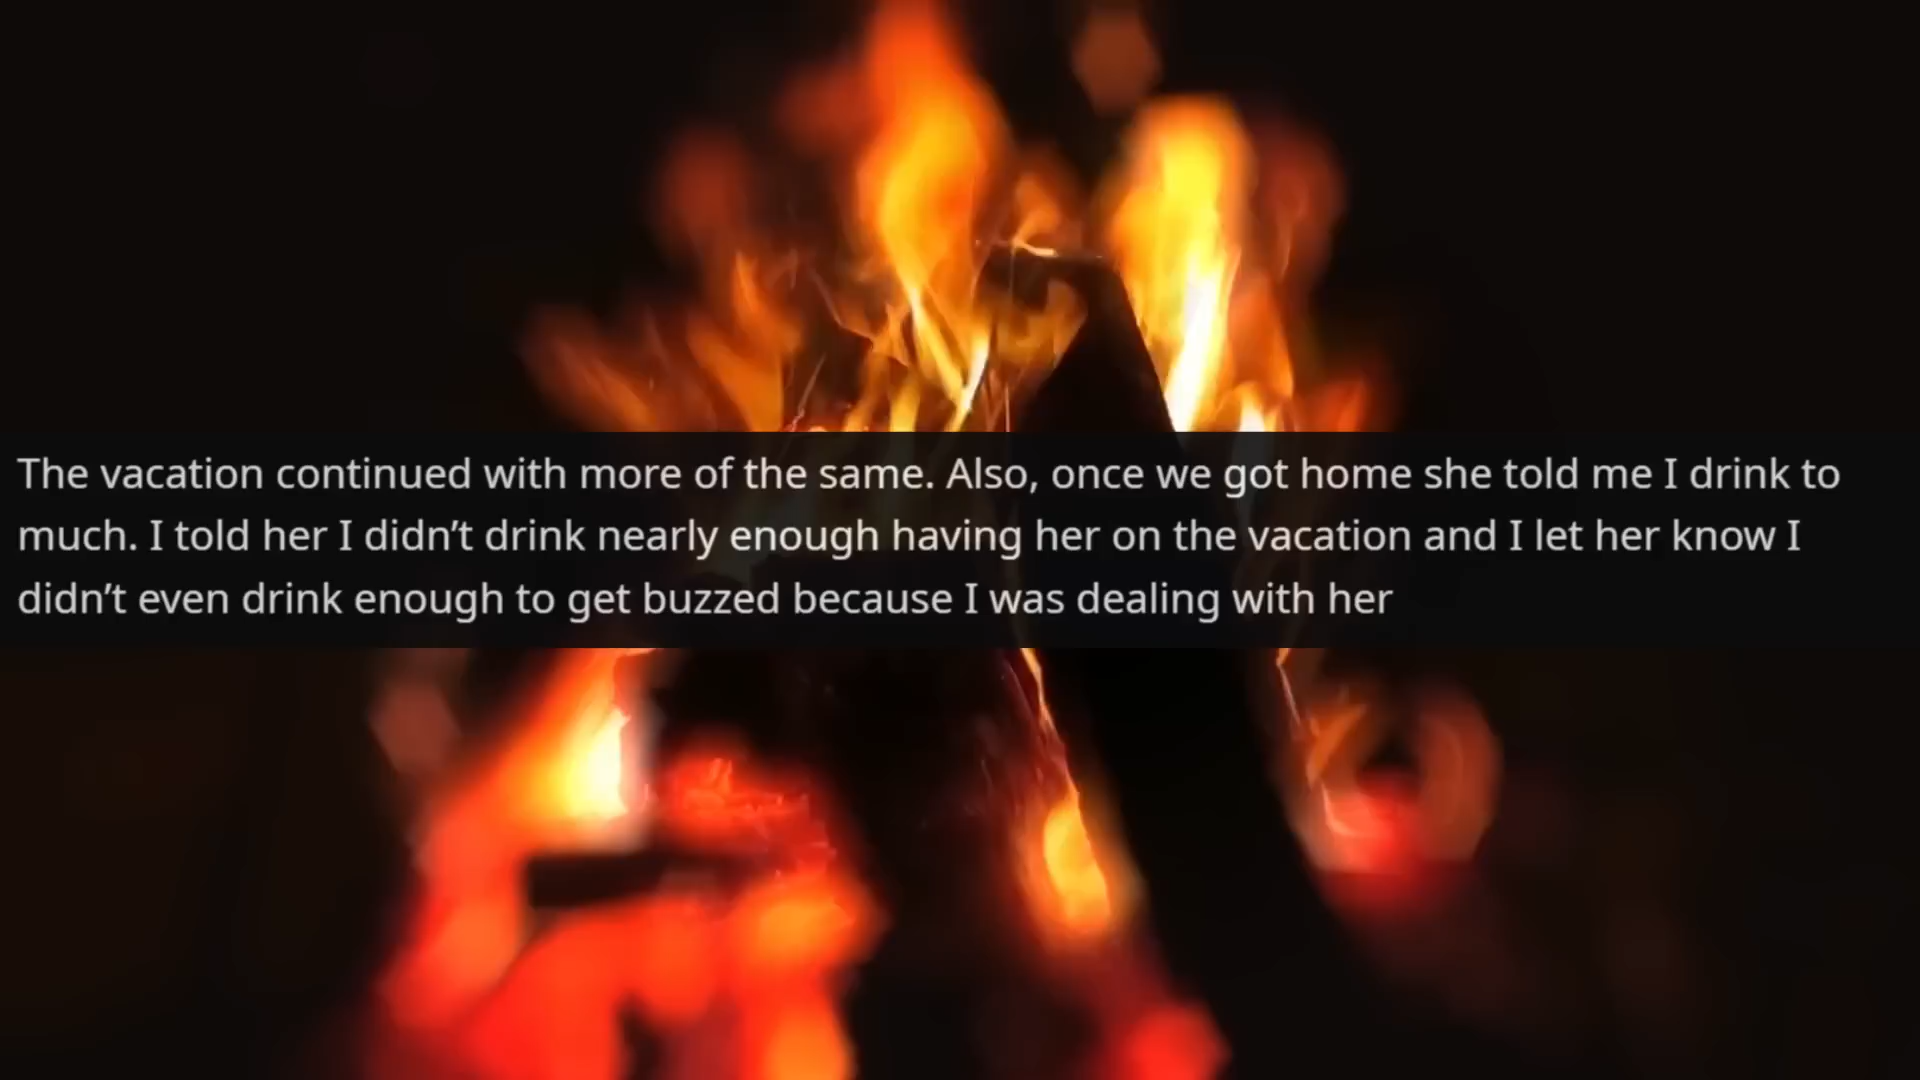 The vacation continued with more of the same. Also, once we got home she told me I drink to
much. I told her I didn’t drink nearly enough having her on the vacation and I let her know I
didn’t even drink enough to get buzzed because I was dealing with her